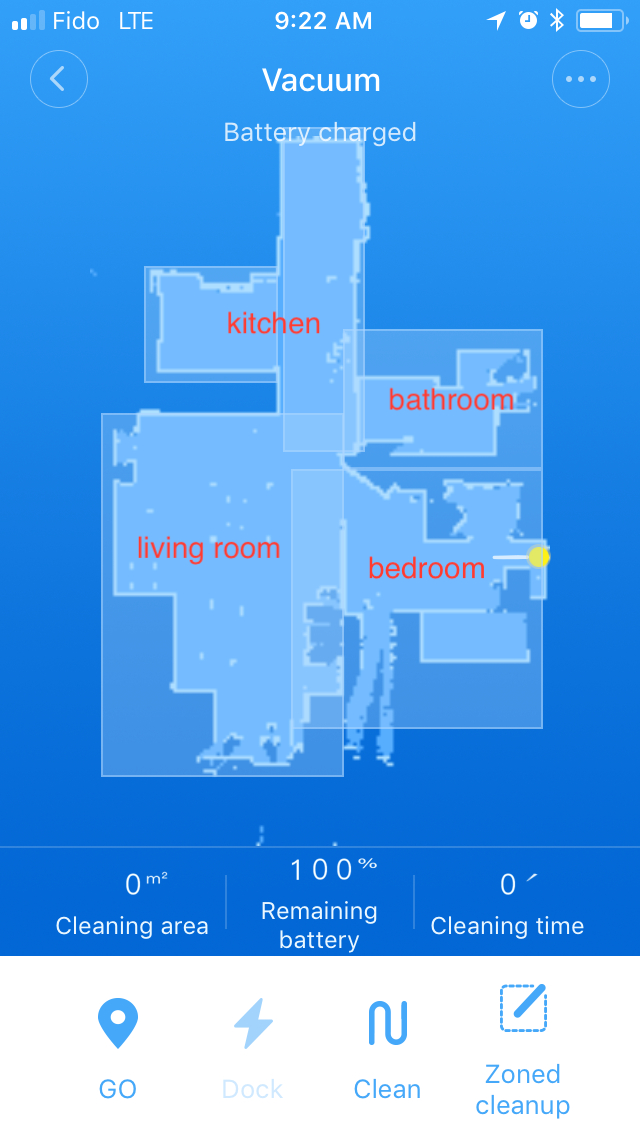 Fido LTE 9:22 AM
Vacuum
Battery charged
kitchen
bathroom
living room
bedroom
0 m²
Cleaning area
100%
Remaining
battery
0 ′
Cleaning time
GO
Dock
Clean
Zoned
cleanup